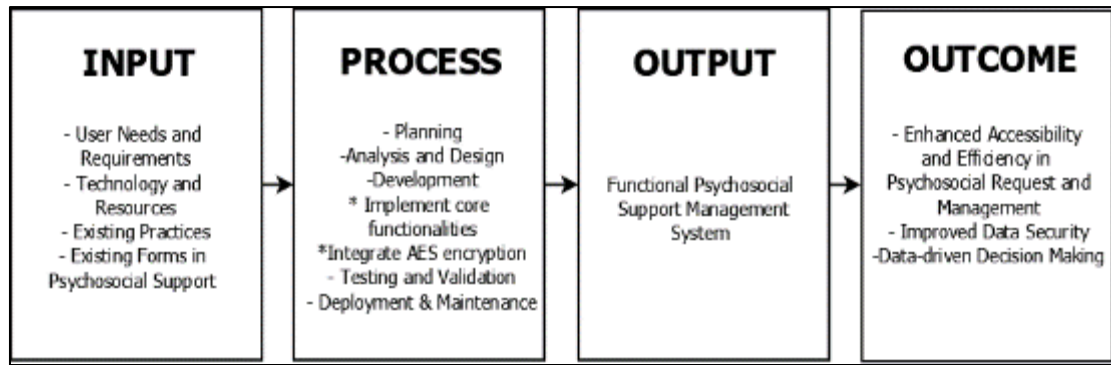 INPUT
- User Needs and
Requirements
- Technology and
Resources
- Existing Practices
- Existing Forms in
Psychosocial Support
PROCESS
- Planning
-Analysis and Design
-Development
* Implement core
functionalities
*Integrate AES encryption
- Testing and Validation
- Deployment & Maintenance
OUTPUT
Functional Psychosocial
Support Management
System
OUTCOME
- Enhanced Accessibility
and Efficiency in
Psychosocial Request and
Management
- Improved Data Security
-Data-driven Decision Making